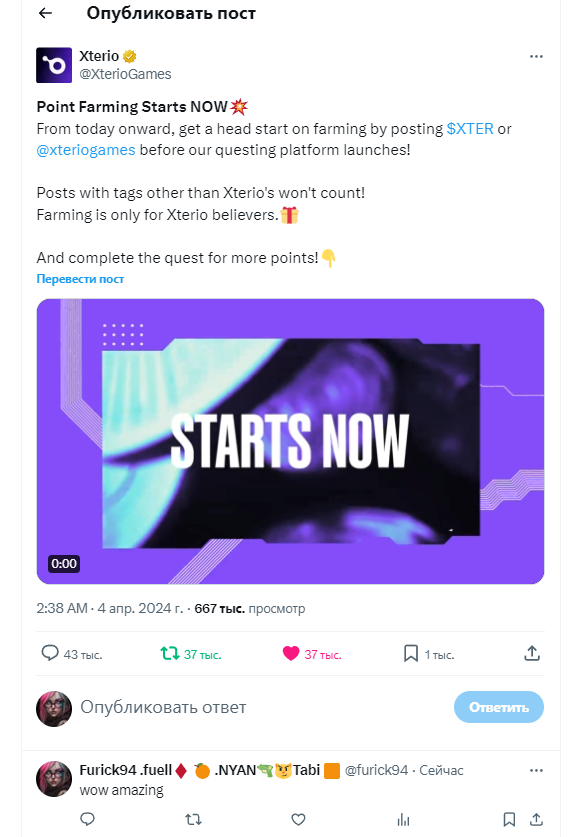 Опубликовать пост
Xterio
@XterioGames
Point Farming Starts NOW💥
From today onward, get a head start on farming by posting $XTER or
@xteriogames before our questing platform launches!
Posts with tags other than Xterio's won't count!
Farming is only for Xterio believers.🎁
And complete the quest for more points!👇
Перевести пост
STARTS NOW
0:00
2:38 AM · 4 апр. 2024 г. · 667 тыс. просмотр
43 тыс. 37 тыс. 37 тыс. 1 тыс.
Опубликовать ответ
Ответить
Furick94 .fuell♦️ 🍊 .NYAN🔫😼Tabi 🟧 @furick94 · Сейчас
wow amazing